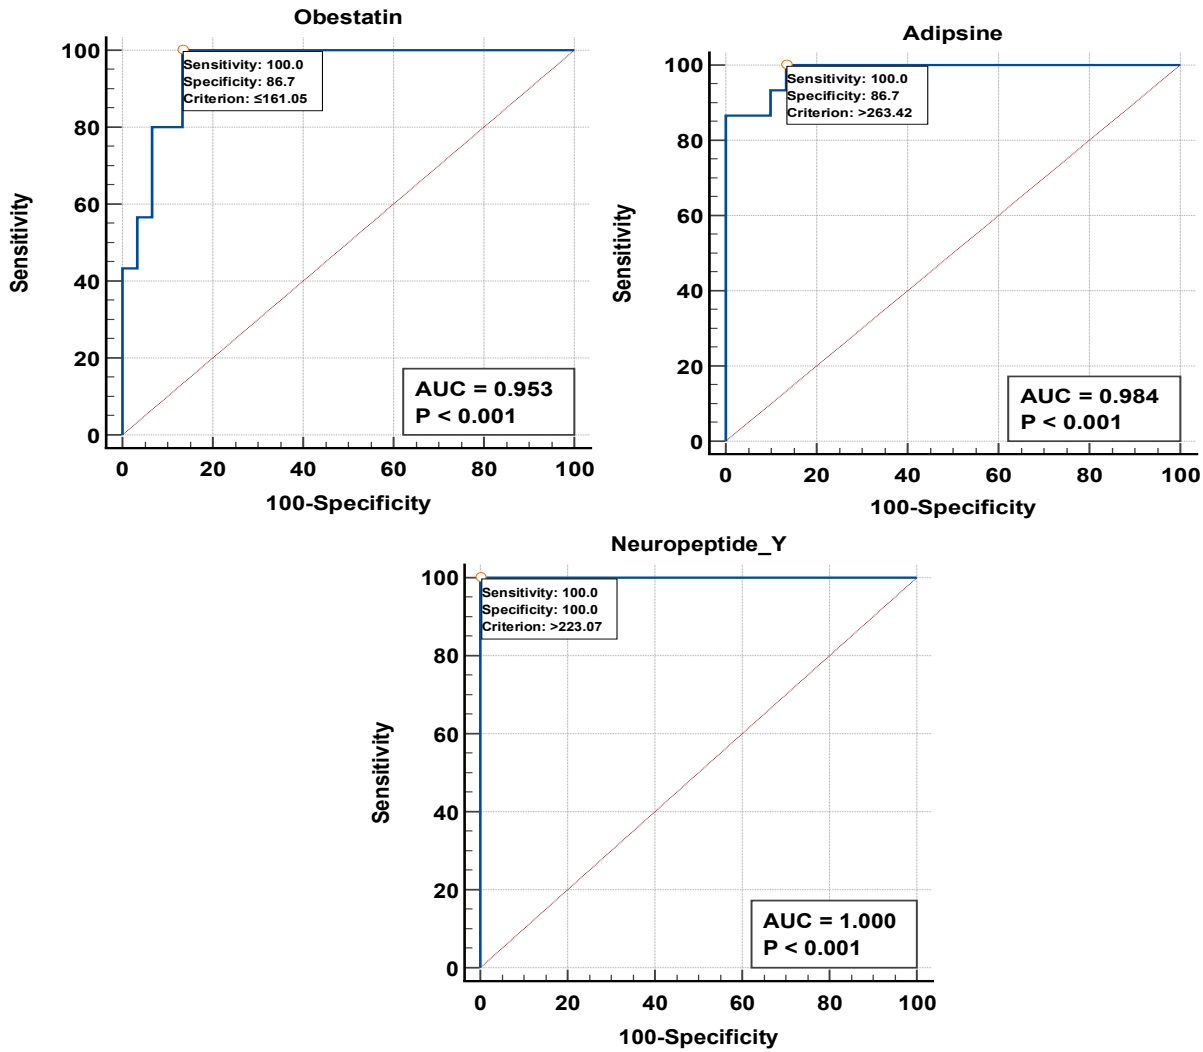 Obestatin
100
80
60
40
20
0
Sensitivity
Sensitivity: 100.0
Specificity: 86.7
Criterion: ≤161.05
AUC = 0.953
P < 0.001
0 20 40 60 80 100
100-Specificity
Adipsine
100
80
60
40
20
0
Sensitivity
Sensitivity: 100.0
Specificity: 86.7
Criterion: >263.42
AUC = 0.984
P < 0.001
0 20 40 60 80 100
100-Specificity
Neuropeptide_Y
100
80
60
40
20
0
Sensitivity
Sensitivity: 100.0
Specificity: 100.0
Criterion: >223.07
AUC = 1.000
P < 0.001
0 20 40 60 80 100
100-Specificity